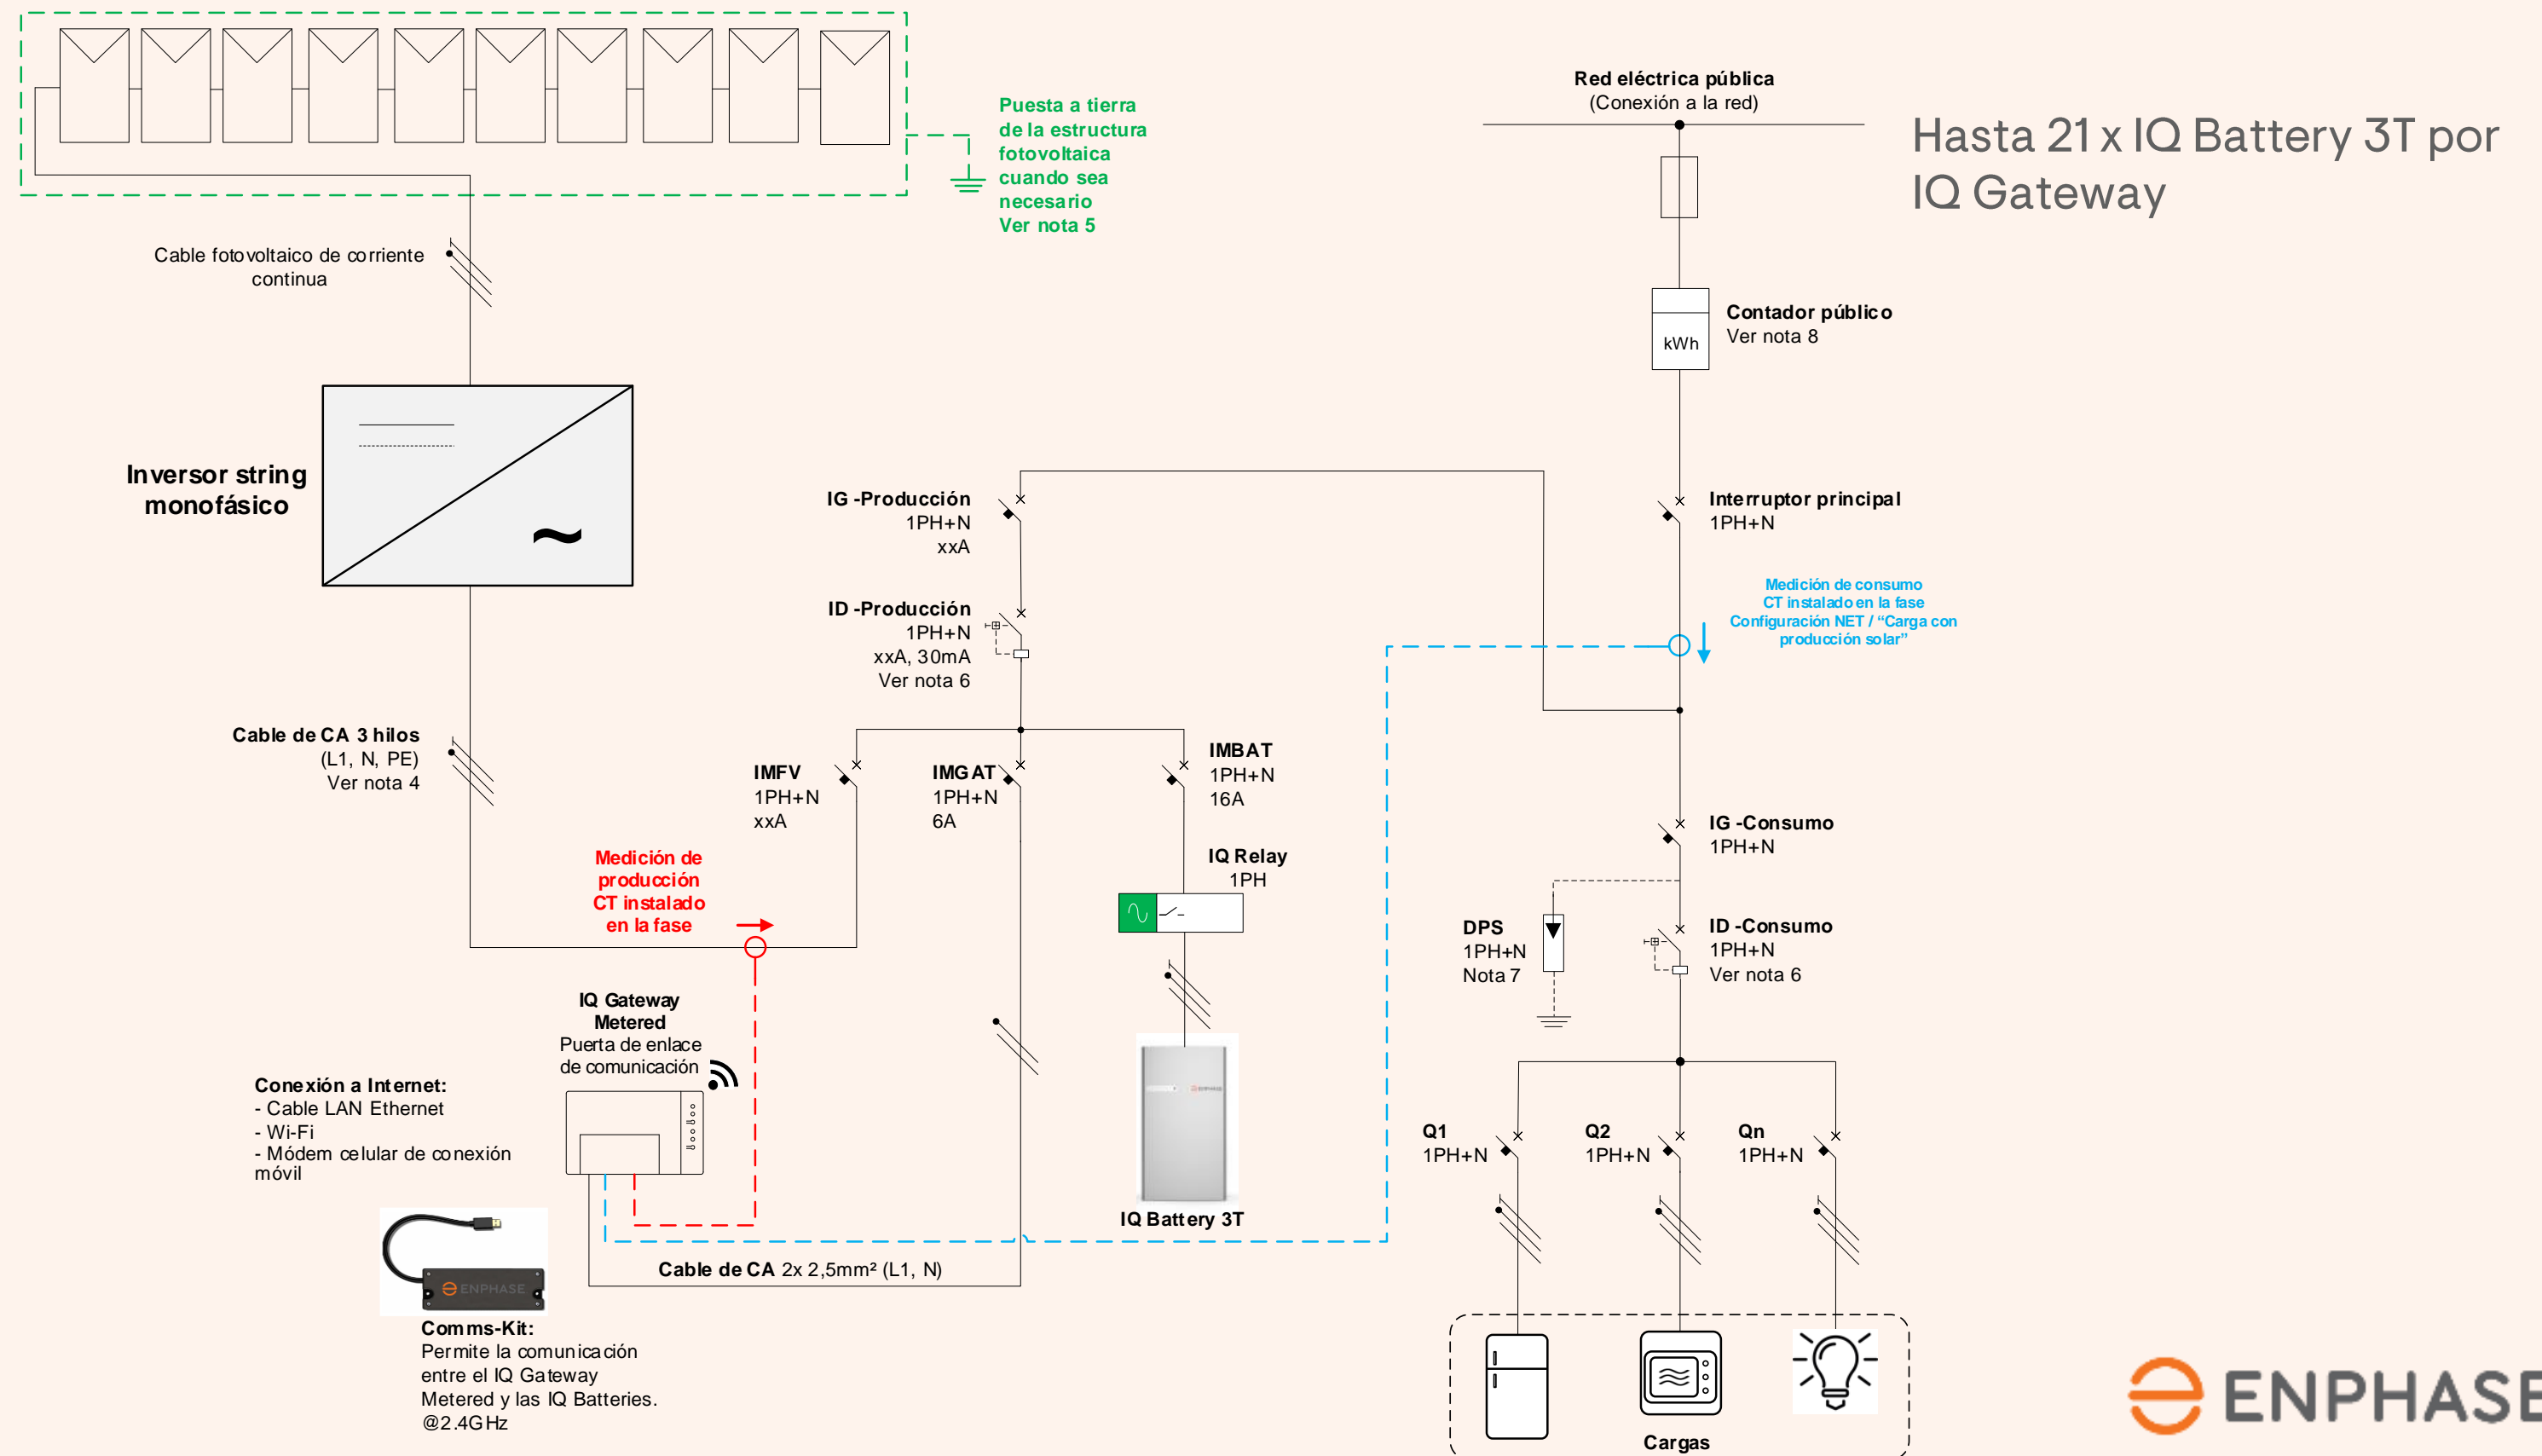 Puesta a tierra
de la estructura
fotovoltaica
cuando sea
necesario
Ver nota 5
Red eléctrica pública
(Conexión a la red)
Hasta 21 x IQ Battery 3T por
IQ Gateway
Cable fotovoltaico de corriente
continua
Contador público
Ver nota 8
kWh
Inversor string
monofásico
~
IG -Producción
1PH+N
xxA
Interruptor principal
1PH+N
ID -Producción
1PH+N
xxA, 30mA
Ver nota 6
Medición de consumo
CT instalado en la fase
Configuración NET / “Carga con
producción solar”
Cable de CA 3 hilos
(L1, N, PE)
Ver nota 4
IMFV
1PH+N
xxA
IMGAT
1PH+N
6A
IMBAT
1PH+N
16A
IG -Consumo
1PH+N
Medición de
producción
CT instalado
en la fase
IQ Relay
1PH
DPS
1PH+N
Nota 7
ID -Consumo
1PH+N
Ver nota 6
IQ Gateway
Metered
Puerta de enlace
de comunicación
Conexión a Internet:
- Cable LAN Ethernet
- Wi-Fi
- Módem celular de conexión
móvil
ENPHASE
IQ Battery 3T
Q1
1PH+N
Q2
1PH+N
Qn
1PH+N
Cable de CA 2x 2,5mm² (L1, N)
ENPHASE
Comms-Kit:
Permite la comunicación
entre el IQ Gateway
Metered y las IQ Batteries.
@2.4GHz
Cargas
ENPHASE